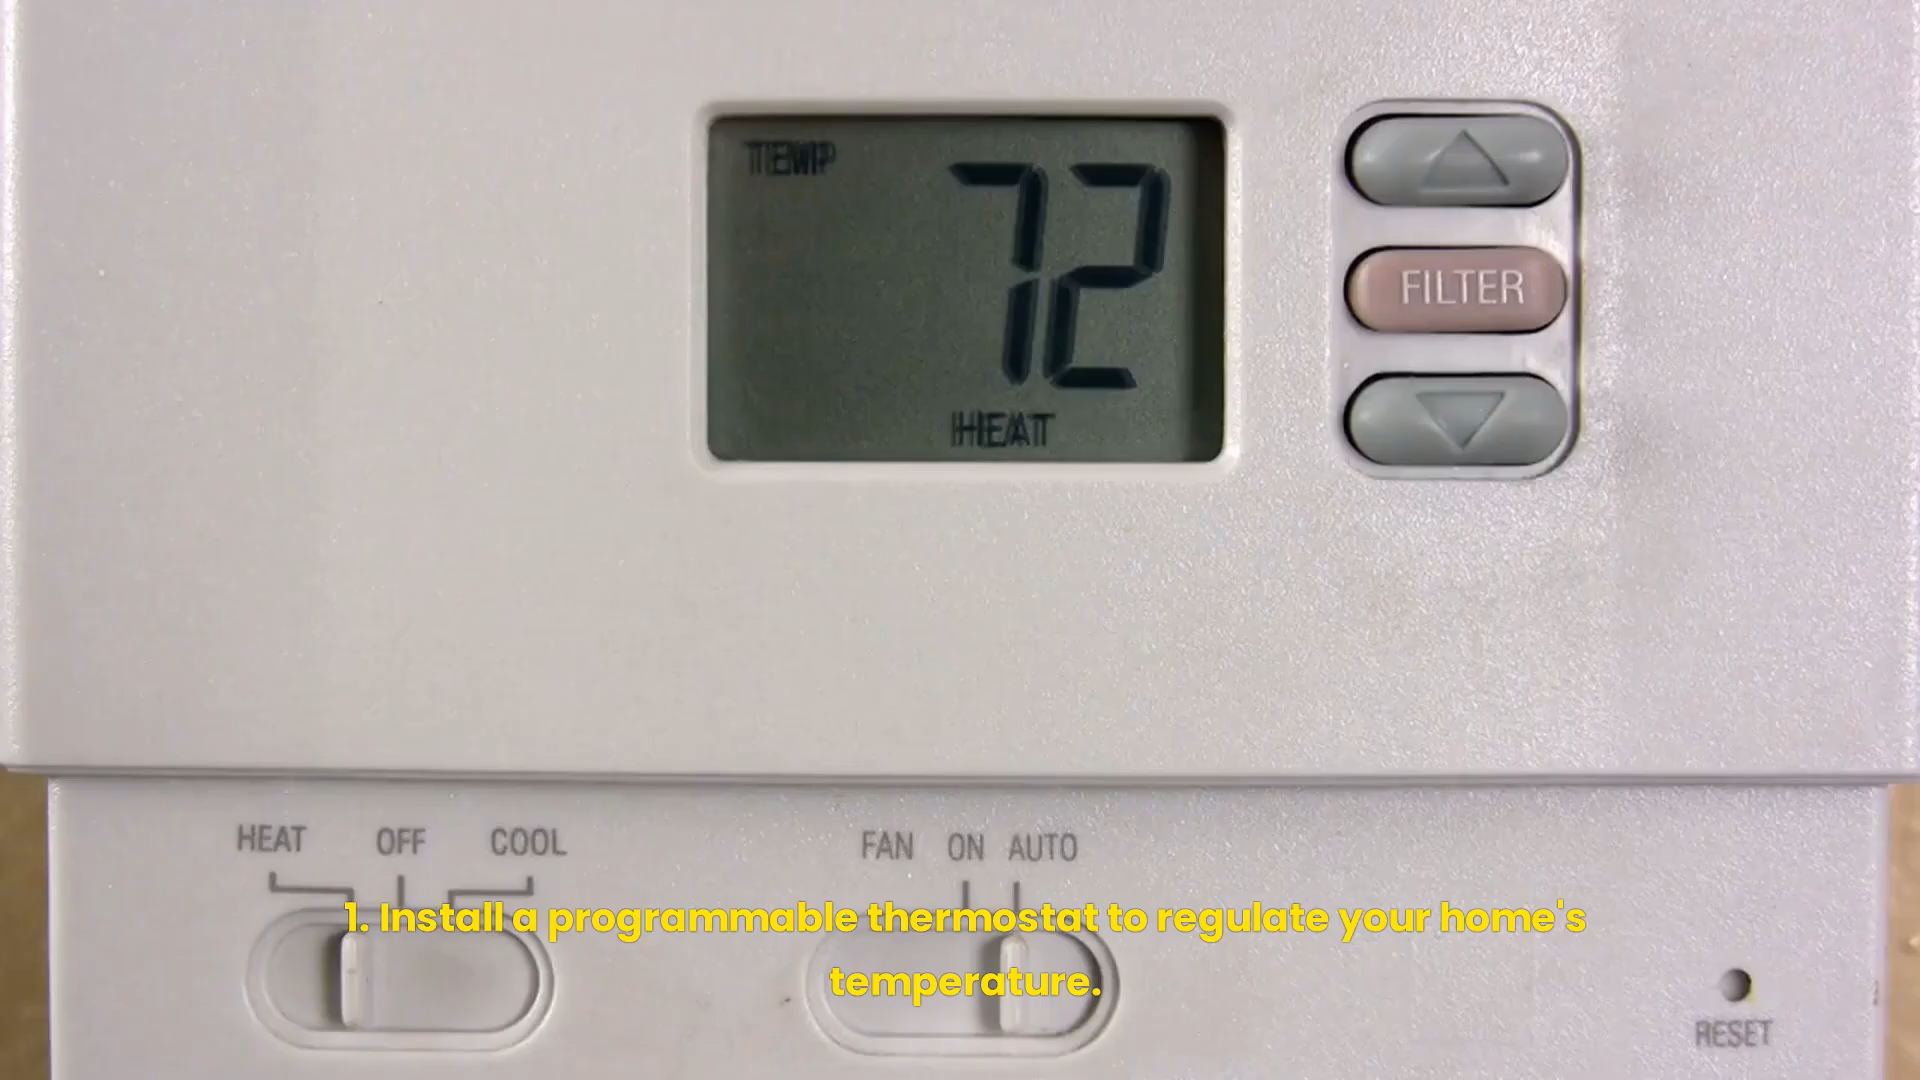 TEMP
72
HEAT
FILTER
HEAT OFF COOL
FAN ON AUTO
1. Install a programmable thermostat to regulate your home's
temperature.
RESET